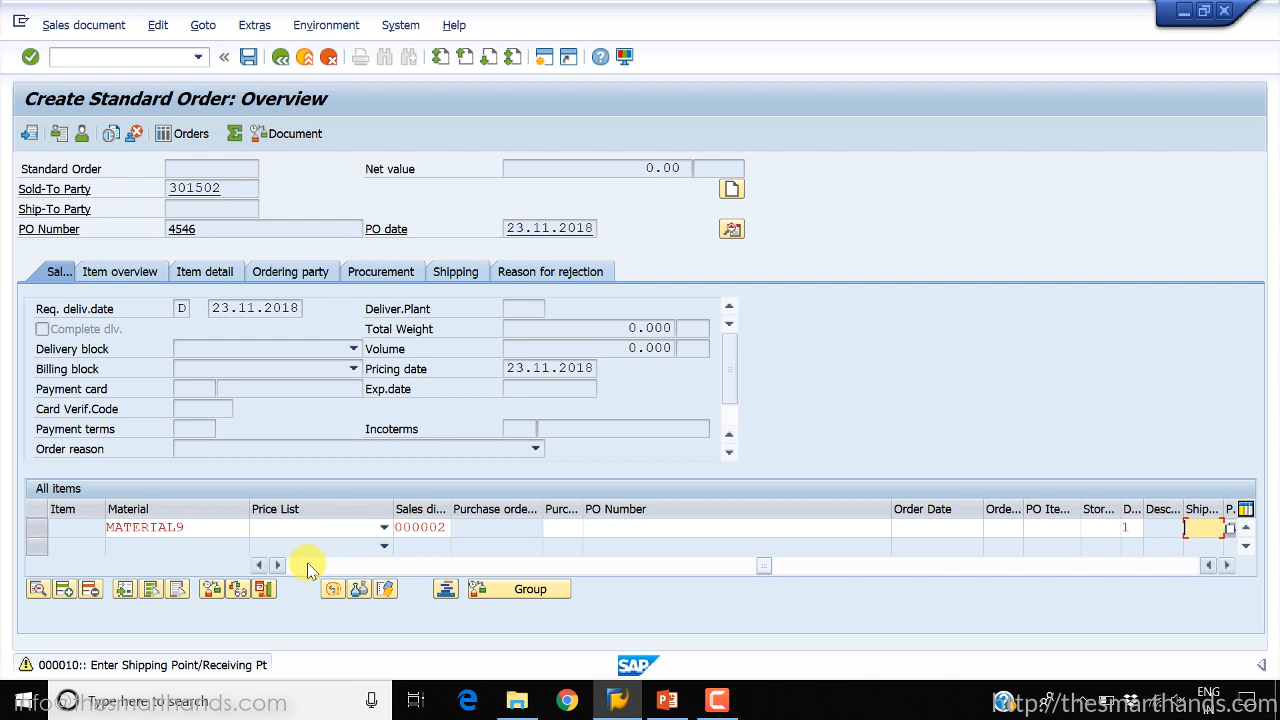 Sales document Edit Goto Extras Environment System Help
Create Standard Order: Overview
Orders Document
Standard Order Net value 0.00
Sold-To Party 301502
Ship-To Party
PO Number 4546 PO date 23.11.2018
Sal... Item overview Item detail Ordering party Procurement Shipping Reason for rejection
Req. deliv.date D 23.11.2018 Deliver.Plant
Complete dlv. Total Weight 0.000
Delivery block Volume 0.000
Billing block Pricing date 23.11.2018
Payment card Exp.date
Card Verif.Code
Payment terms Incoterms
Order reason
All items
Item Material Price List Sales di... Purchase orde... Purc... PO Number Order Date Orde... PO Ite... Stor... D... Desc... Ship... P.
MATERIAL9 000002 1
Group
000010:: Enter Shipping Point/Receiving Pt SAP
Type here to search ENG
info@thesmarthands.com http://thesmarthands.com
IN